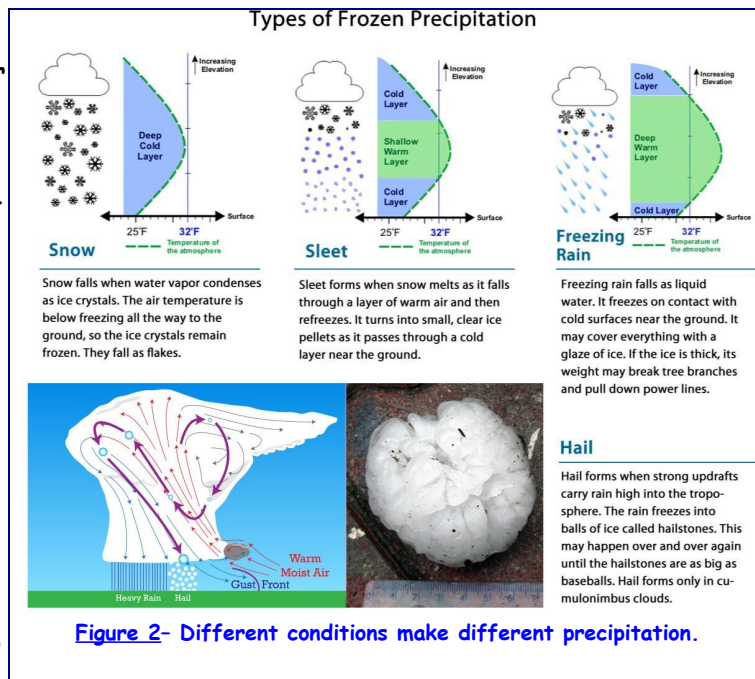 Types of Frozen Precipitation
Increasing
Elevation
Deep
Cold
Layer
Surface
25°F
32°F
Temperature of
the atmosphere
Snow
Snow falls when water vapor condenses
as ice crystals. The air temperature is
below freezing all the way to the
ground, so the ice crystals remain
frozen. They fall as flakes.
Increasing
Elevation
Cold
Layer
Shallow
Warm
Layer
Cold
Layer
Surface
25°F
32°F
Temperature of
the atmosphere
Sleet
Sleet forms when snow melts as it falls
through a layer of warm air and then
refreezes. It turns into small, clear ice
pellets as it passes through a cold
layer near the ground.
Increasing
Elevation
Cold
Layer
Deep
Warm
Layer
Cold Layer
Surface
25°F
32°F
Temperature of
the atmosphere
Freezing
Rain
Freezing rain falls as liquid
water. It freezes on contact with
cold surfaces near the ground. It
may cover everything with a
glaze of ice. If the ice is thick, its
weight may break tree branches
and pull down power lines.
Warm
Moist Air
Gust Front
Heavy Rain
Hail
Hail
Hail forms when strong updrafts
carry rain high into the tropo-
sphere. The rain freezes into
balls of ice called hailstones. This
may happen over and over again
until the hailstones are as big as
baseballs. Hail forms only in cu-
mulonimbus clouds.
Figure 2– Different conditions make different precipitation.